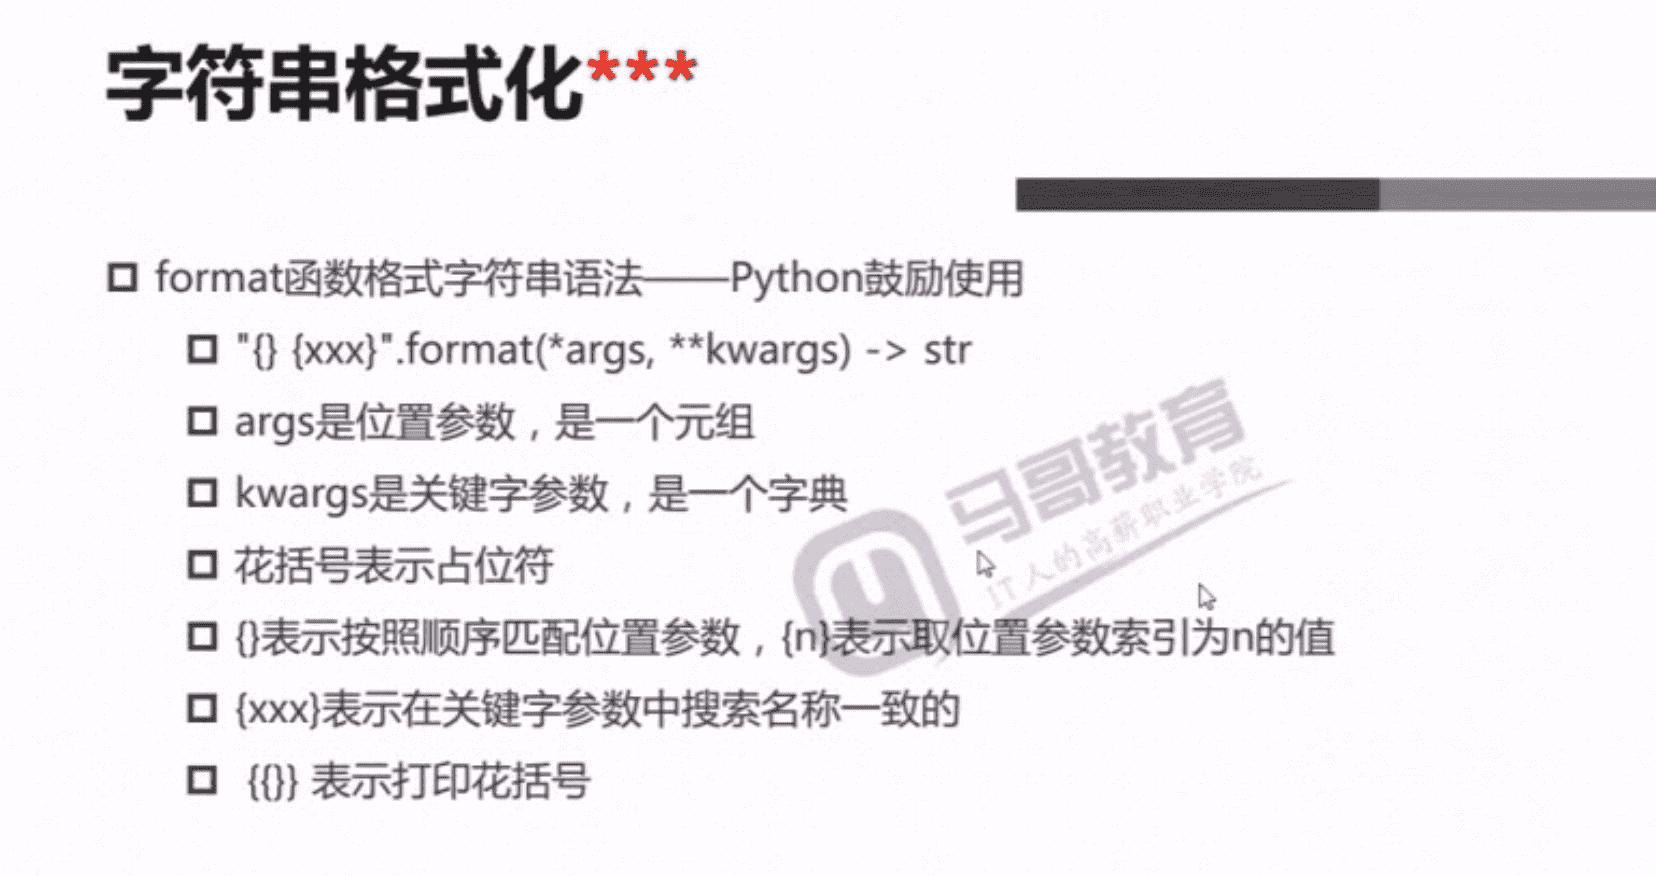 字符串格式化***
format函数格式字符串语法——Python鼓励使用
"{} {xxx}".format(*args, **kwargs) -> str
args是位置参数，是一个元组
kwargs是关键字参数，是一个字典
花括号表示占位符
{}表示按照顺序匹配位置参数，{n}表示取位置参数索引为n的值
{xxx}表示在关键字参数中搜索名称一致的
{{}} 表示打印花括号
马哥教育
IT人的高薪职业学院